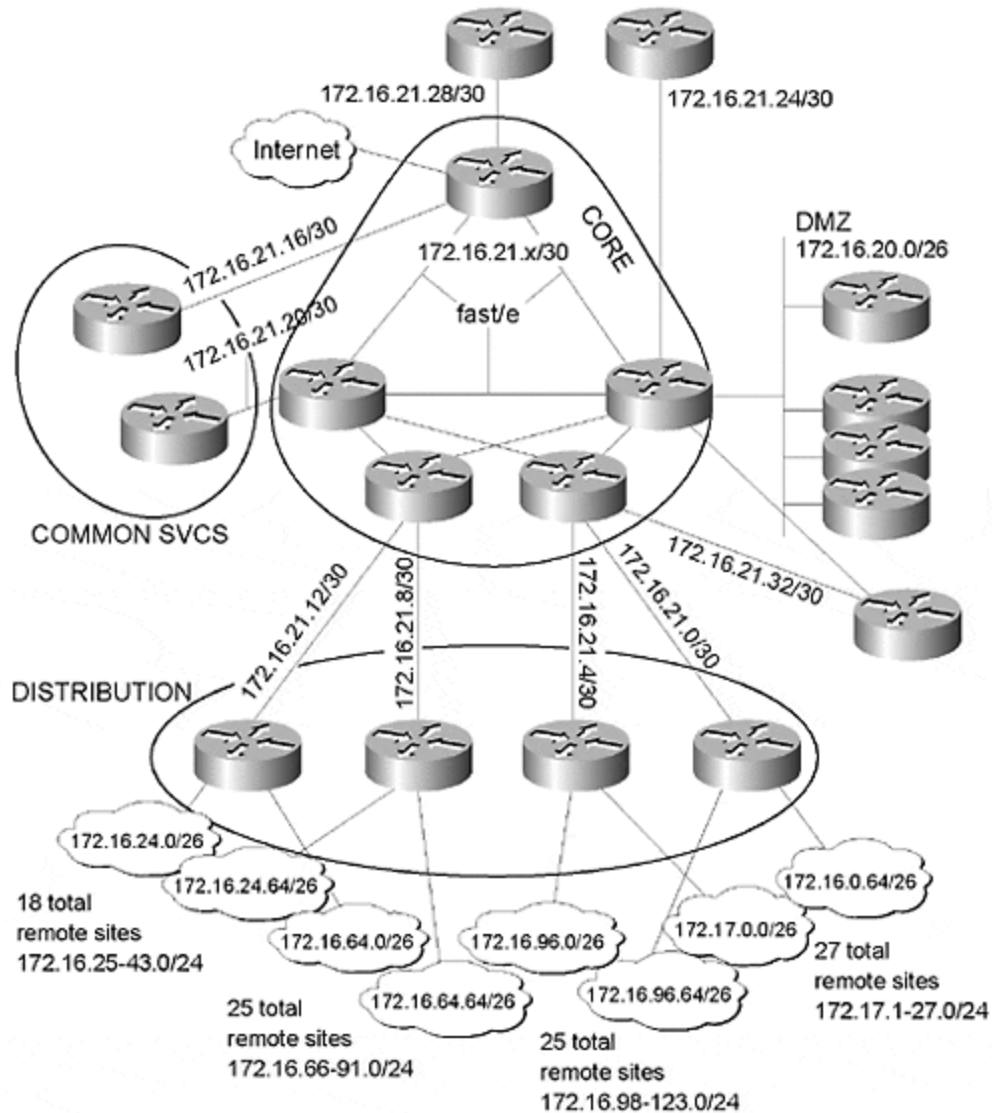 172.16.21.28/30
172.16.21.24/30
Internet
CORE
DMZ
172.16.20.0/26
172.16.21.16/30
172.16.21.x/30
172.16.21.20/30
fast/e
COMMON SVCS
172.16.21.12/30
172.16.21.8/30
172.16.21.4/30
172.16.21.0/30
172.16.21.32/30
DISTRIBUTION
172.16.24.0/26
172.16.24.64/26
172.16.64.0/26
172.16.64.64/26
172.16.96.0/26
172.16.96.64/26
172.17.0.0/26
172.16.0.64/26
18 total
remote sites
172.16.25-43.0/24
25 total
remote sites
172.16.66-91.0/24
25 total
remote sites
172.16.98-123.0/24
27 total
remote sites
172.17.1-27.0/24